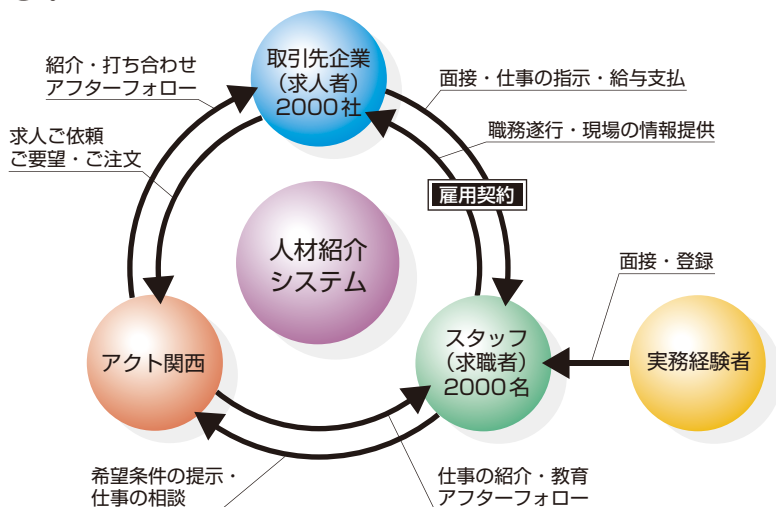 取引先企業
（求人者）
2000社
紹介・打ち合わせ
アフターフォロー
面接・仕事の指示・給与支払
求人ご依頼
ご要望・ご注文
職務遂行・現場の情報提供
雇用契約
人材紹介
システム
面接・登録
アクト関西
スタッフ
（求職者）
2000名
実務経験者
希望条件の提示・
仕事の相談
仕事の紹介・教育
アフターフォロー